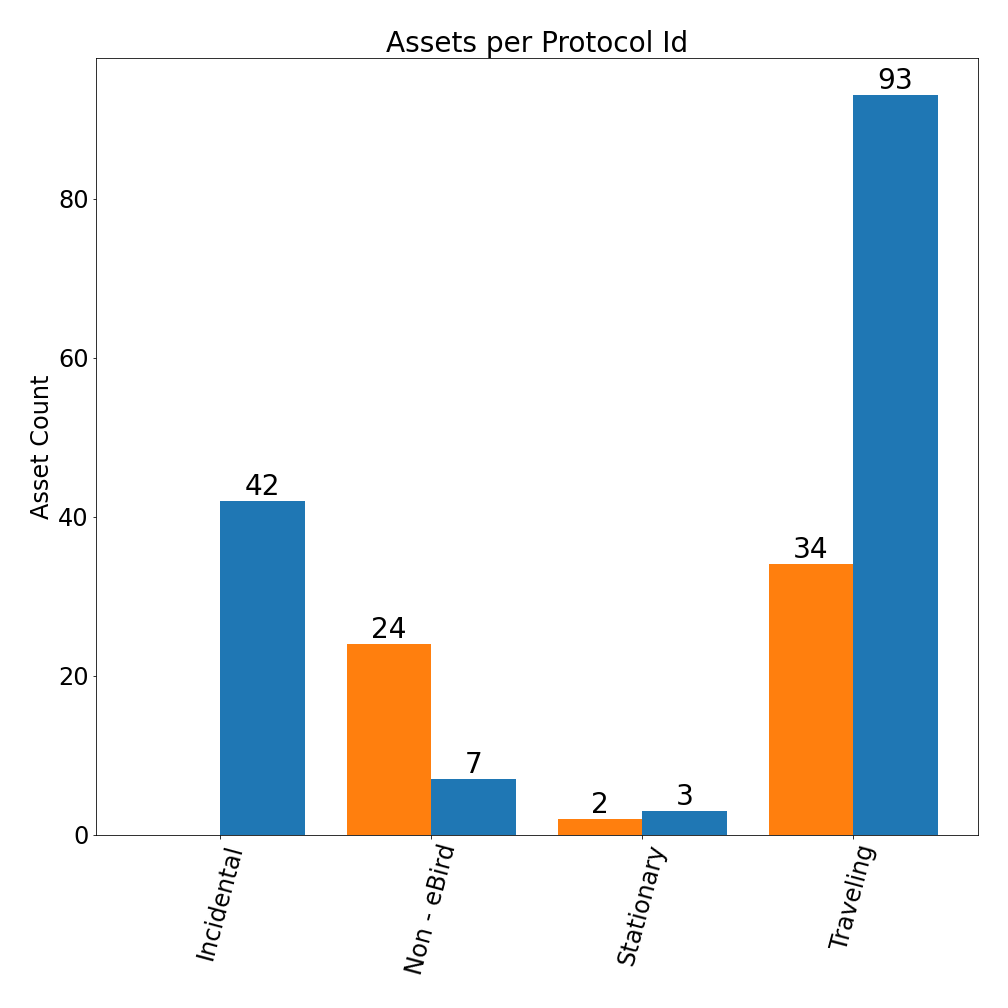 Assets per Protocol Id
93
80
60
Asset Count
42
40
34
24
20
7
2
3
0
Incidental
Non - eBird
Stationary
Traveling